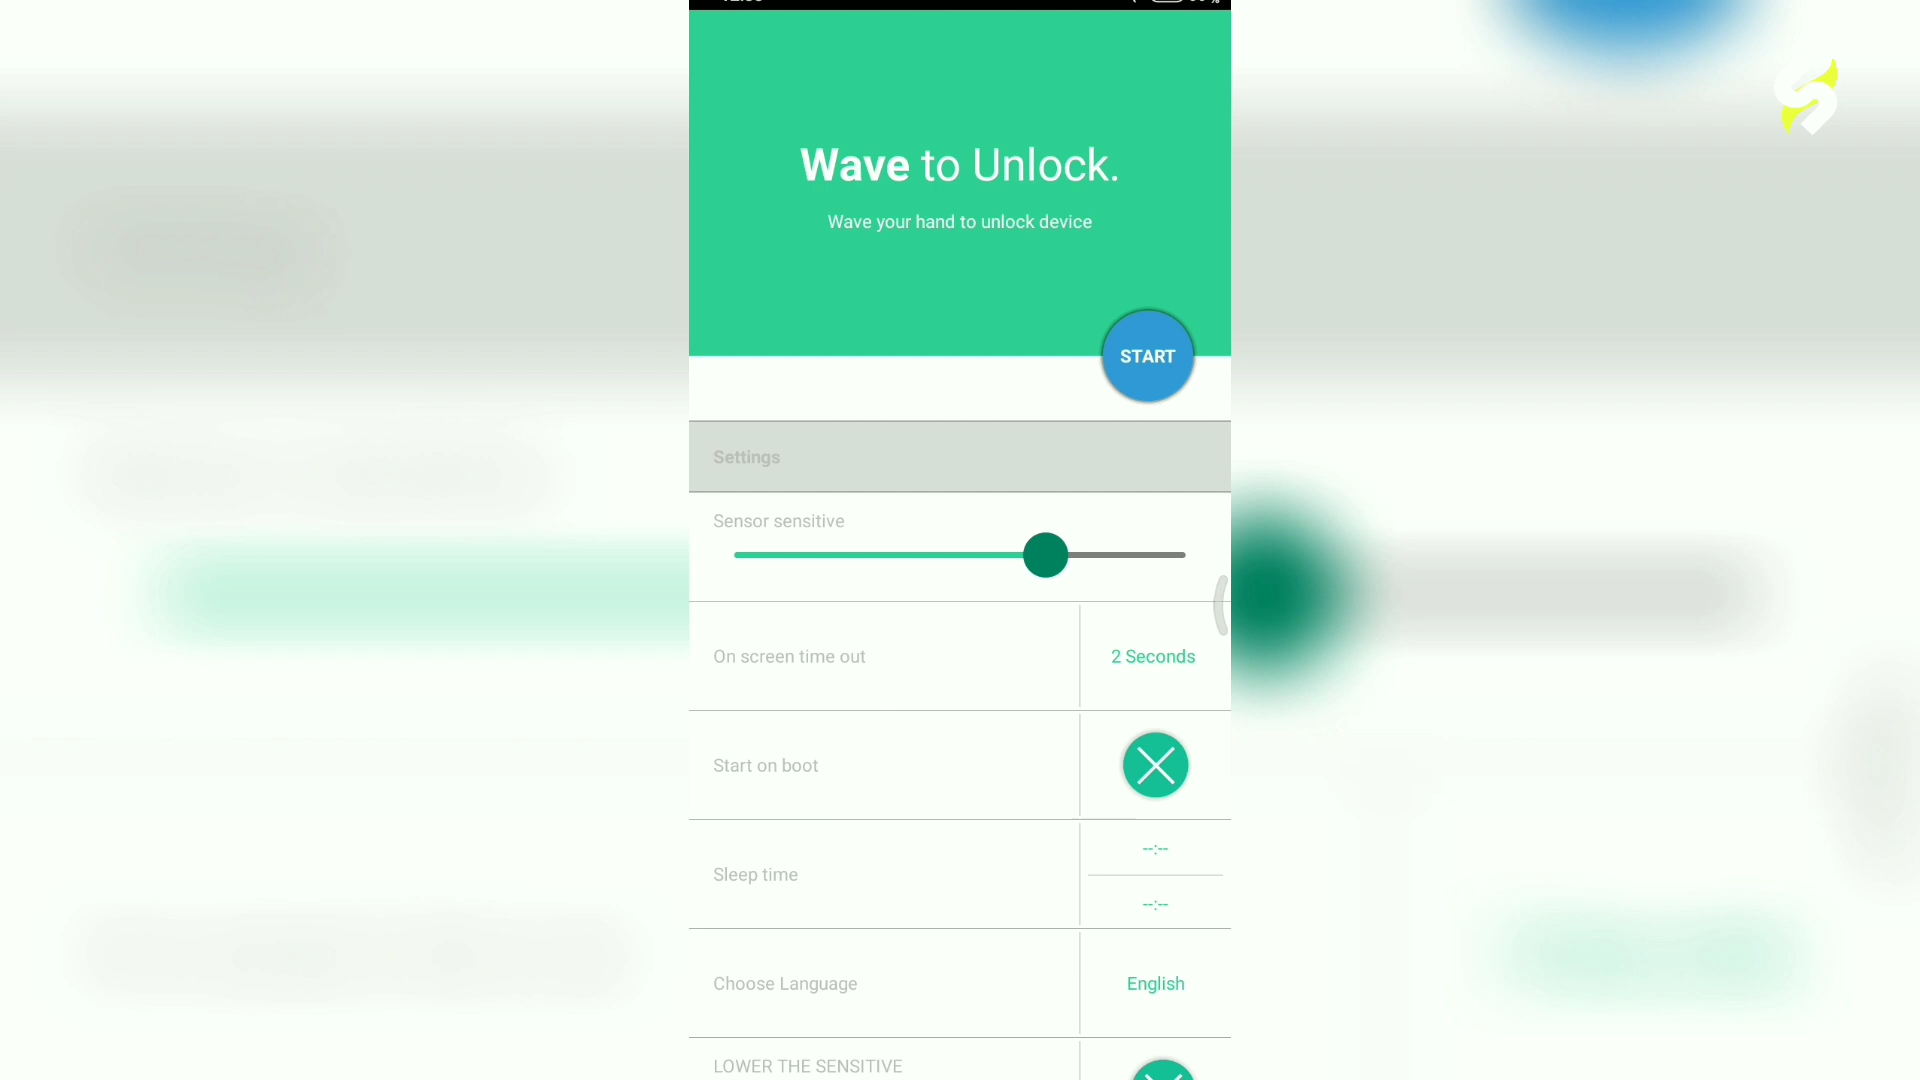 Wave to Unlock.
Wave your hand to unlock device
START
Settings
Sensor sensitive
On screen time out
2 Seconds
Start on boot
Sleep time
--:--
--:--
Choose Language
English
LOWER THE SENSITIVE